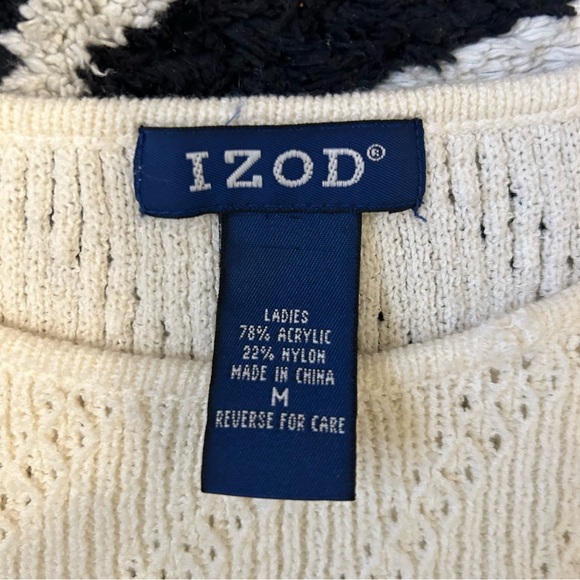 IZOD®
LADIES
78% ACRYLIC
22% NYLON
MADE IN CHINA
M
REVERSE FOR CARE